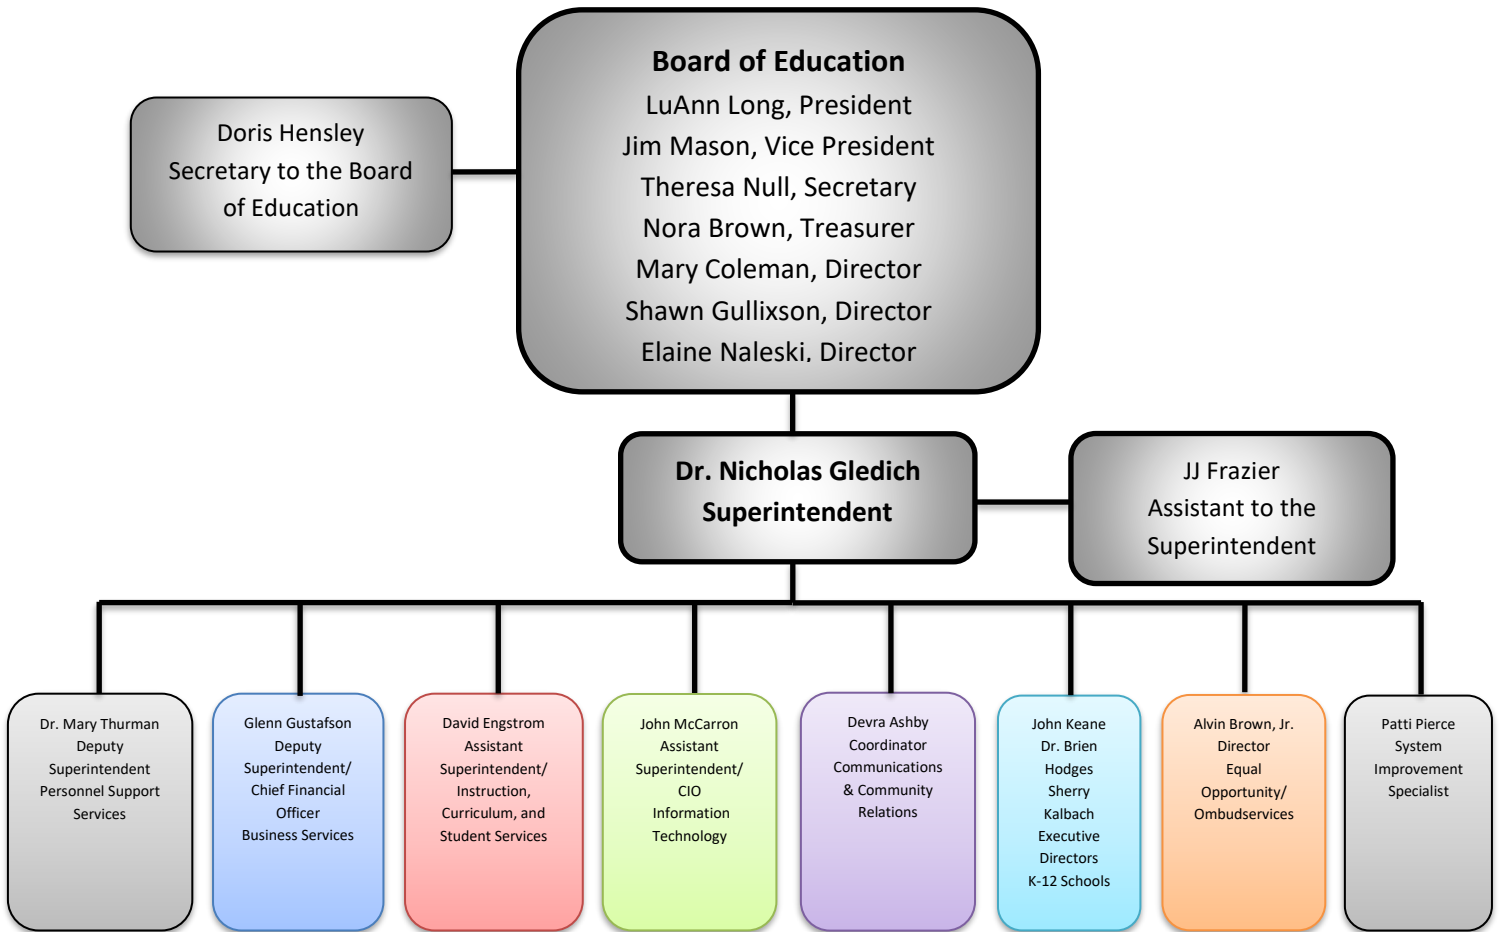 Board of Education
LuAnn Long, President
Jim Mason, Vice President
Theresa Null, Secretary
Nora Brown, Treasurer
Mary Coleman, Director
Shawn Gullixson, Director
Elaine Naleski, Director
Doris Hensley
Secretary to the Board
of Education
Dr. Nicholas Gledich
Superintendent
JJ Frazier
Assistant to the
Superintendent
Dr. Mary Thurman
Deputy
Superintendent
Personnel Support
Services
Glenn Gustafson
Deputy
Superintendent/
Chief Financial
Officer
Business Services
David Engstrom
Assistant
Superintendent/
Instruction,
Curriculum, and
Student Services
John McCarron
Assistant
Superintendent/
CIO
Information
Technology
Devra Ashby
Coordinator
Communications
& Community
Relations
John Keane
Dr. Brien
Hodges
Sherry
Kalbach
Executive
Directors
K-12 Schools
Alvin Brown, Jr.
Director
Equal
Opportunity/
Ombudservices
Patti Pierce
System
Improvement
Specialist